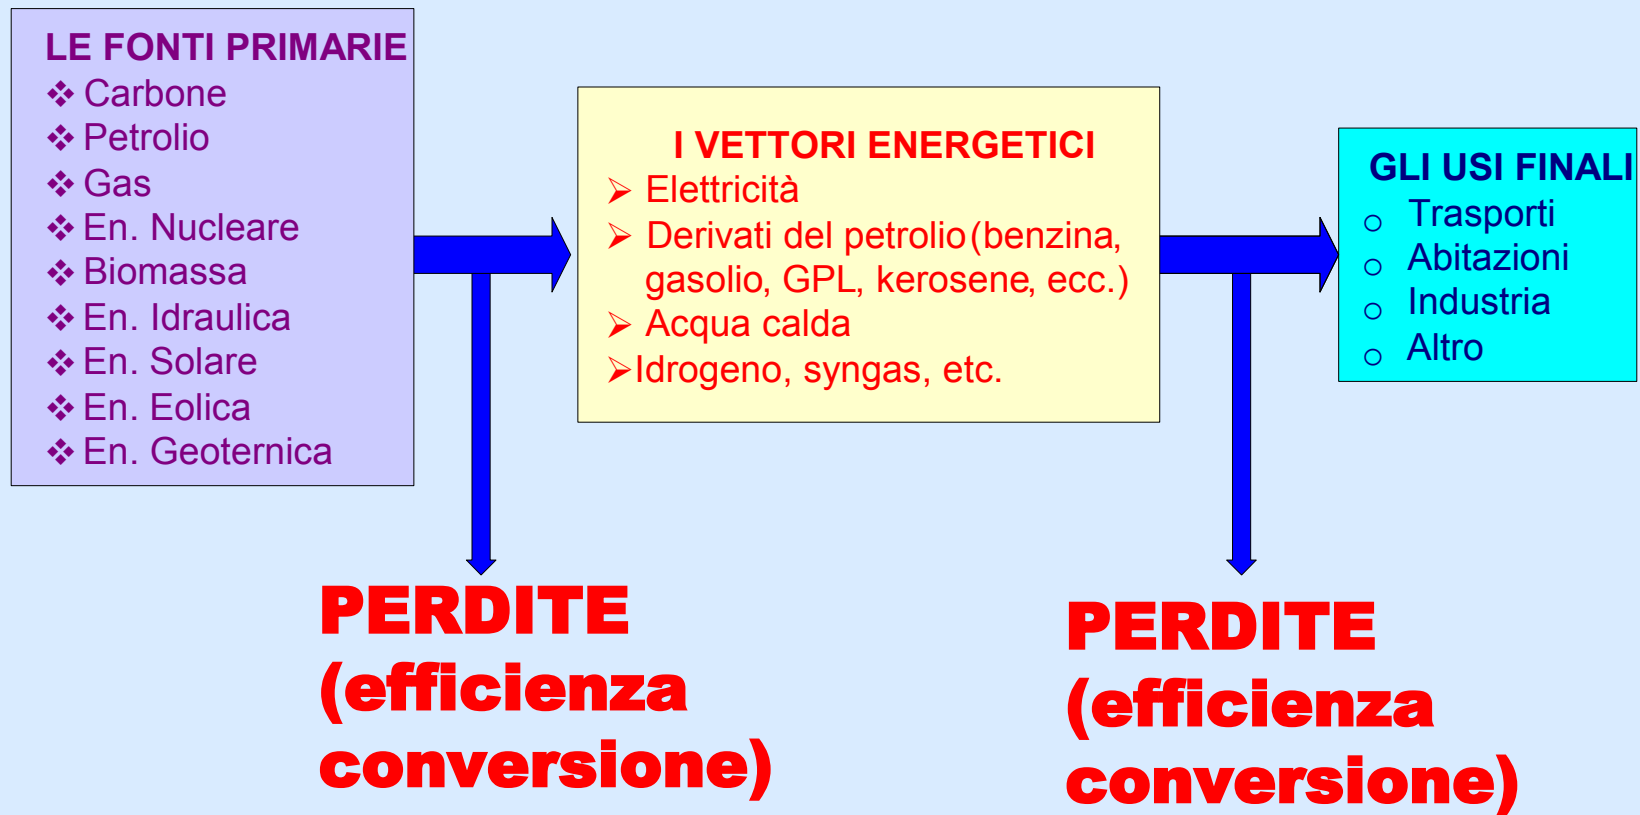 LE FONTI PRIMARIE
❖ Carbone
❖ Petrolio
❖ Gas
❖ En. Nucleare
❖ Biomassa
❖ En. Idraulica
❖ En. Solare
❖ En. Eolica
❖ En. Geoternica
I VETTORI ENERGETICI
➢ Elettricità
➢ Derivati del petrolio(benzina,
gasolio, GPL, kerosene, ecc.)
➢ Acqua calda
➢Idrogeno, syngas, etc.
GLI USI FINALI
o Trasporti
o Abitazioni
o Industria
o Altro
PERDITE
(efficienza
conversione)
PERDITE
(efficienza
conversione)